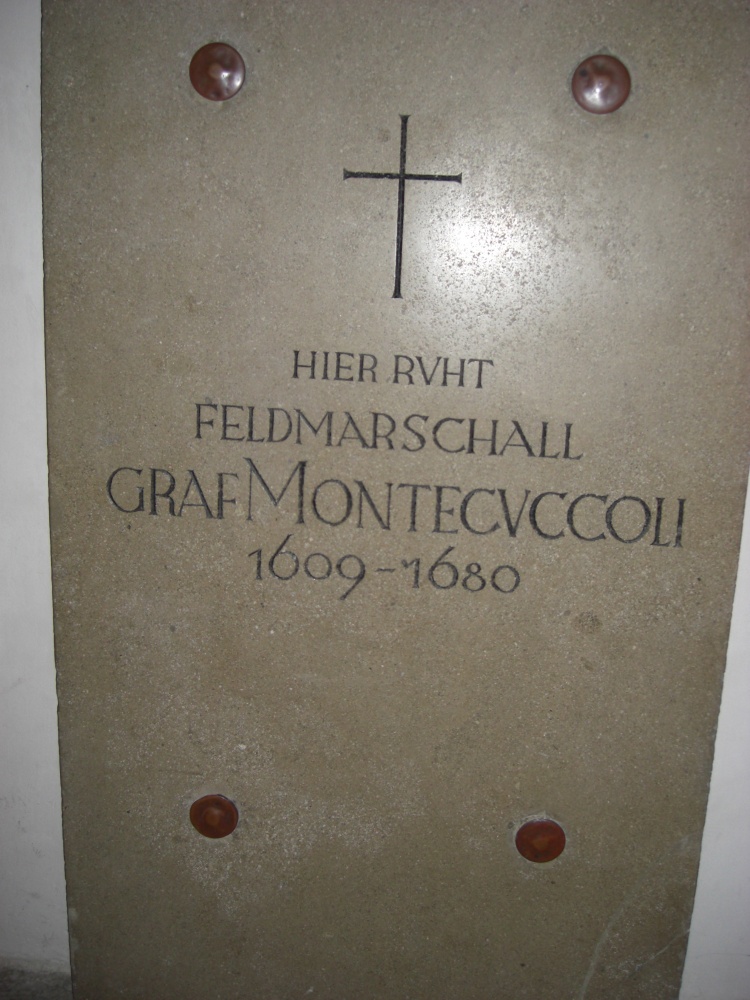 HIER RVHT
FELDMARSCHALL
GRAF MONTECVCCOLI
1609-1680